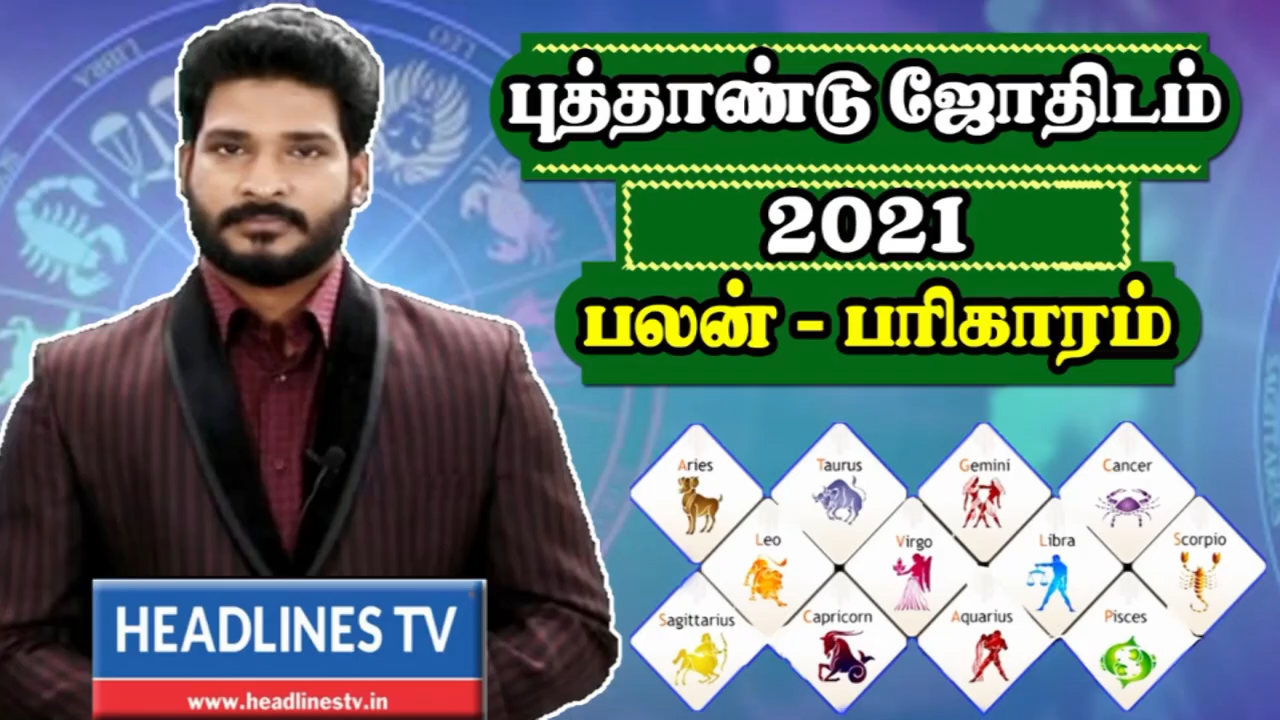 புத்தாண்டு ஜோதிடம்
2021
பலன் - பரிகாரம்
Aries
Taurus
Gemini
Cancer
Leo
Virgo
Libra
Scorpio
Sagittarius
Capricorn
Aquarius
Pisces
HEADLINES TV
www.headlinestv.in